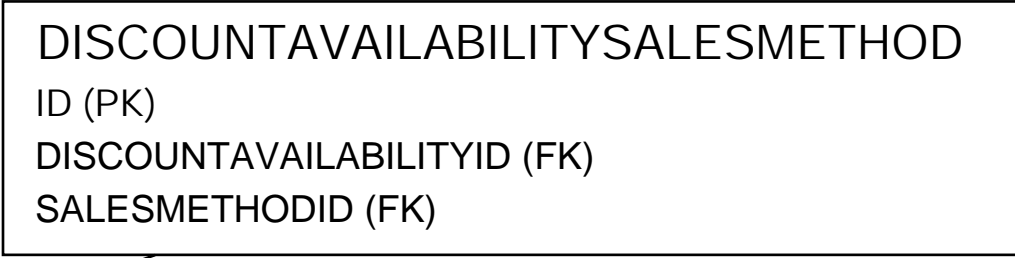 DISCOUNTAVAILABILITYSALESMETHOD
ID (PK)
DISCOUNTAVAILABILITYID (FK)
SALESMETHODID (FK)